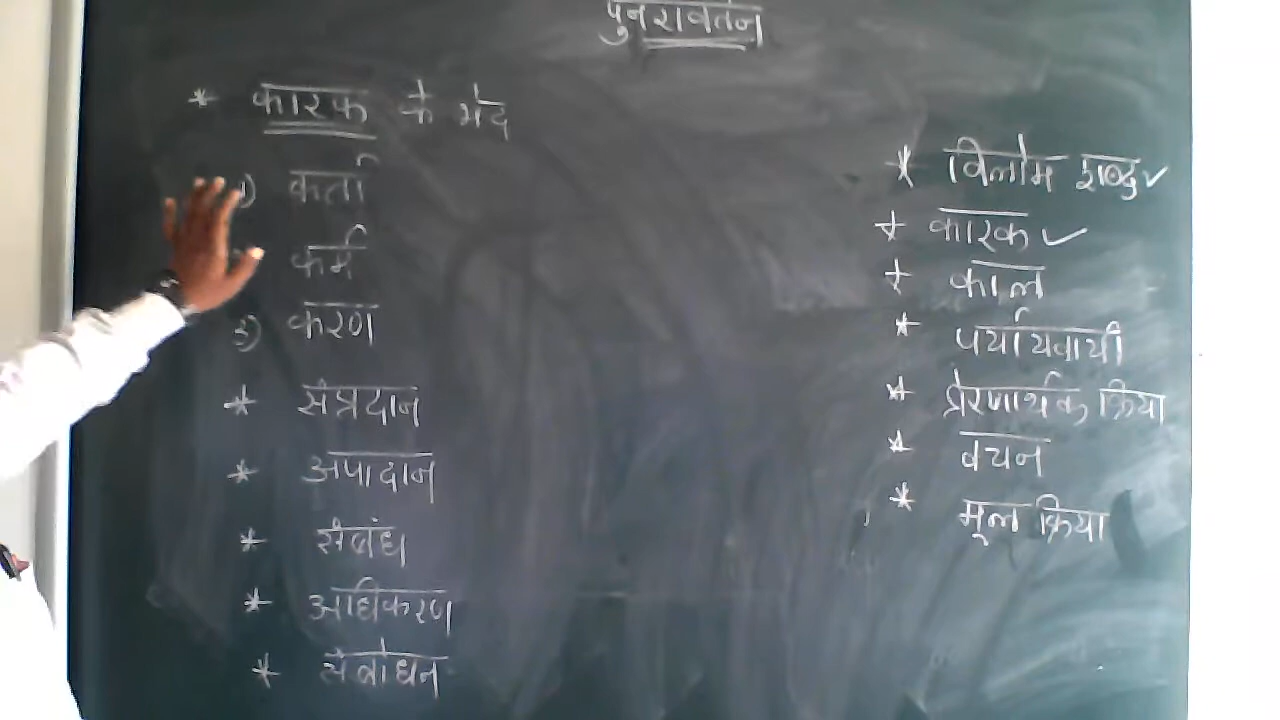 पुनरावर्तन
* कारक के भेद
1) कर्ता
कर्म
3) करण
* संप्रदान
* अपादान
* संबंध
* अधिकरण
* संबोधन
* विलोम शब्द ✓
* कारक ✓
* काल
* पर्यायवाची
* प्रेरणार्थक क्रिया
* वचन
* मूल क्रिया